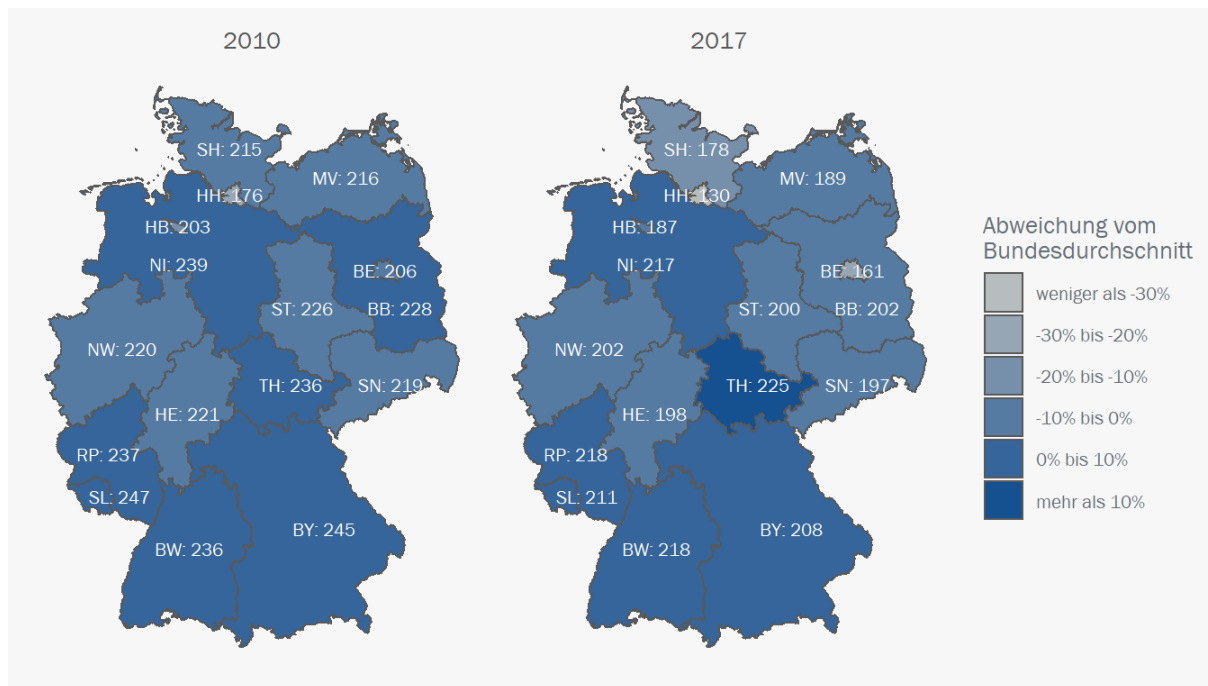 2010
2017
SH: 215
MV: 216
HH: 176
HB: 203
NI: 239
BE: 206
ST: 226
BB: 228
NW: 220
TH: 236
SN: 219
HE: 221
RP: 237
SL: 247
BY: 245
BW: 236
SH: 178
MV: 189
HH: 130
HB: 187
NI: 217
BE: 161
ST: 200
BB: 202
NW: 202
TH: 225
SN: 197
HE: 198
RP: 218
SL: 211
BY: 208
BW: 218
Abweichung vom
Bundesdurchschnitt
weniger als -30%
-30% bis -20%
-20% bis -10%
-10% bis 0%
0% bis 10%
mehr als 10%